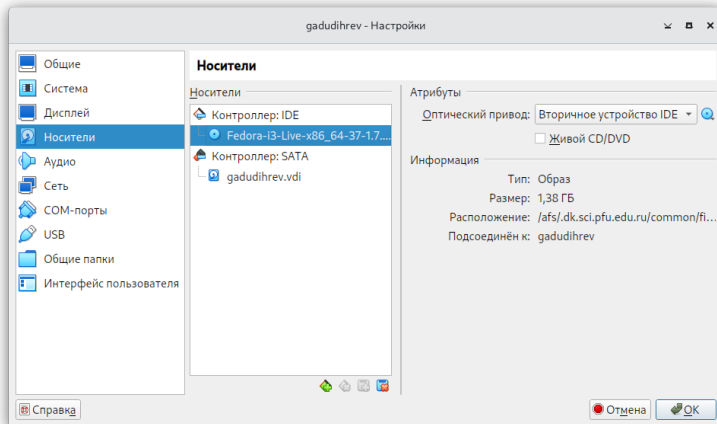 gadudihrev - Настройки
Общие
Система
Дисплей
Носители
Аудио
Сеть
COM-порты
USB
Общие папки
Интерфейс пользователя
Носители
Носители
Контроллер: IDE
Fedora-i3-Live-x86_64-37-1.7....
Контроллер: SATA
gadudihrev.vdi
Атрибуты
Оптический привод: Вторичное устройство IDE
Живой CD/DVD
Информация
Тип: Образ
Размер: 1,38 ГБ
Расположение: /afs/.dk.sci.pfu.edu.ru/common/fi...
Подсоединён к: gadudihrev
Справка
Отмена
OK